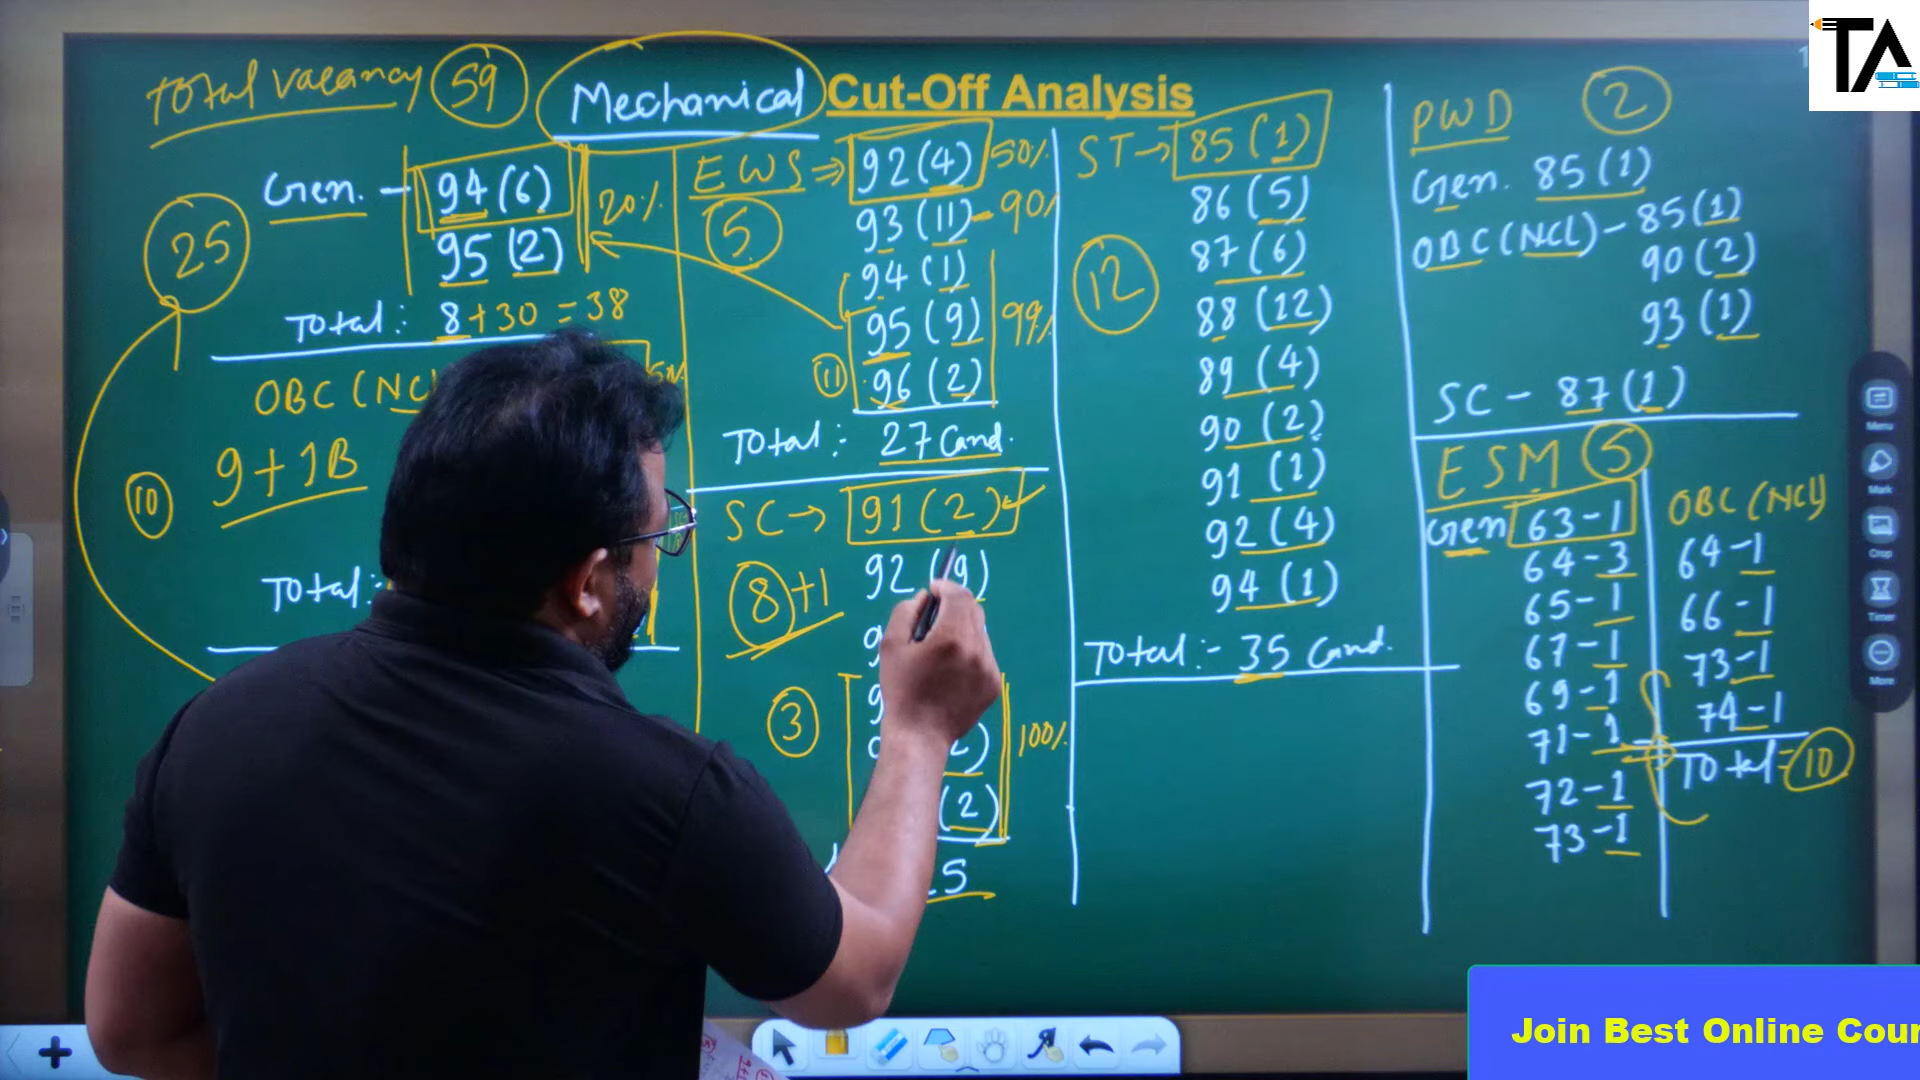 Total vacancy 59
Mechanical Cut-Off Analysis
25
Gen. - 94 (6) 20%
95 (2)
Total: 8+30 = 38
OBC (NC
10
9+1B
Total:
EWS ⇒ 92 (4) 50%
5
93 (11) - 90%
94 (1)
95 (9) 99%
11
96 (2)
Total:- 27 Cand.
SC → 91 (2)
8+1
92 (9)
3
100%
(2)
ST → 85 (1)
86 (5)
12
87 (6)
88 (12)
89 (4)
90 (2)
91 (1)
92 (4)
94 (1)
Total:- 35 Cand.
PWD 2
Gen. 85 (1)
OBC (NCL) - 85 (1)
90 (2)
93 (1)
SC - 87 (1)
ESM 5
Gen 63-1
64-3
65-1
67-1
69-1
71-1
72-1
73-1
OBC (NCl)
64-1
66-1
73-1
74-1
Total = 10
TA
Menu
Mark
Crop
Timer
More
Join Best Online Cour